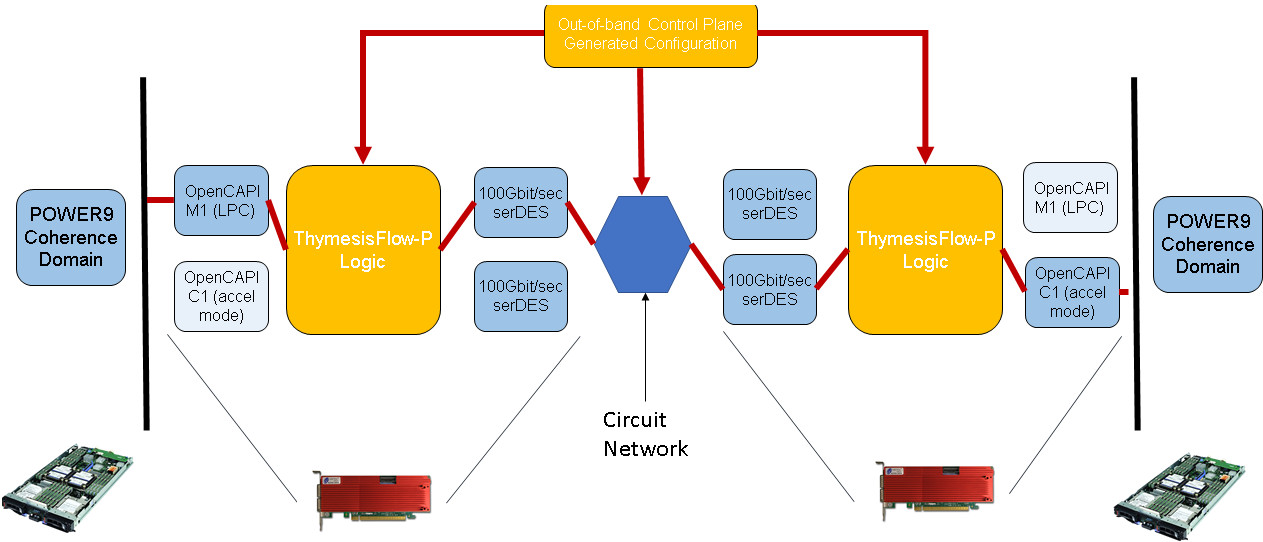 Out-of-band Control Plane
Generated Configuration
POWER9
Coherence
Domain
OpenCAPI
M1 (LPC)
OpenCAPI
C1 (accel
mode)
ThymesisFlow-P
Logic
100Gbit/sec
serDES
100Gbit/sec
serDES
Circuit
Network
100Gbit/sec
serDES
100Gbit/sec
serDES
ThymesisFlow-P
Logic
OpenCAPI
M1 (LPC)
OpenCAPI
C1 (accel
mode)
POWER9
Coherence
Domain